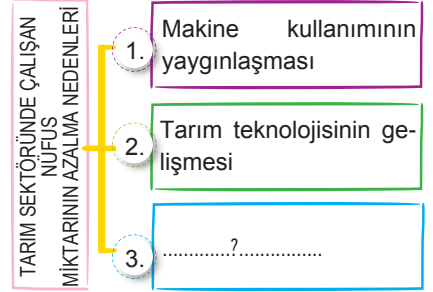 TARIM SEKTÖRÜNDE ÇALIŞAN
NÜFUS
MİKTARININ AZALMA NEDENLERİ
1.
Makine kullanımının
yaygınlaşması
2.
Tarım teknolojisinin ge-
lişmesi
3.
.............?................